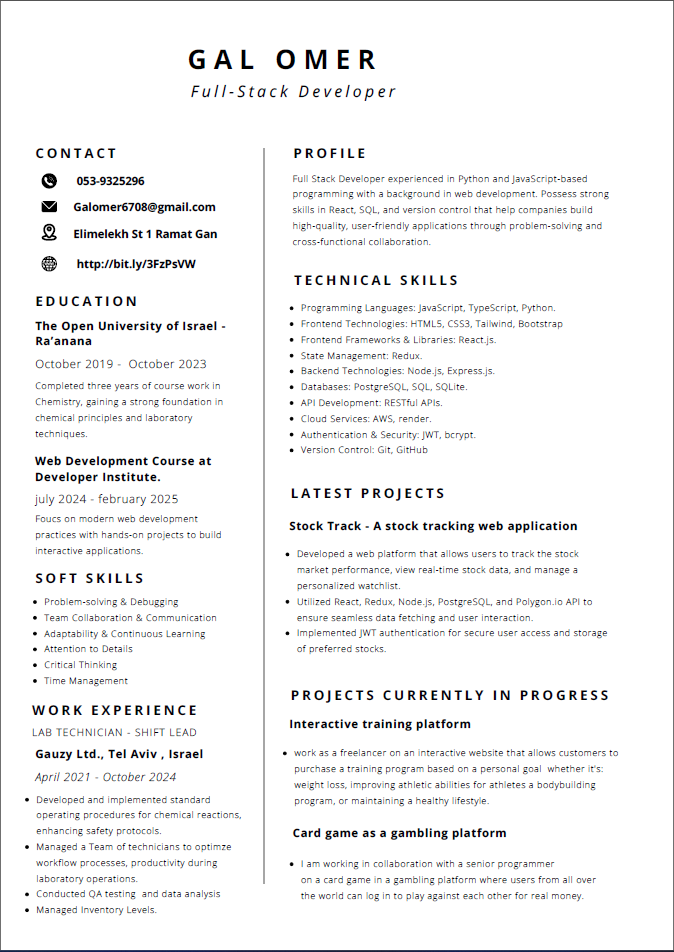 GAL OMER
Full-Stack Developer
CONTACT
053-9325296
Galomer6708@gmail.com
Elimelekh St 1 Ramat Gan
http://bit.ly/3FzPsVW
EDUCATION
The Open University of Israel -
Ra’anana
October 2019 - October 2023
Completed three years of course work in
Chemistry, gaining a strong foundation in
chemical principles and laboratory
techniques.
Web Development Course at
Developer Institute.
july 2024 - february 2025
Foucs on modern web development
practices with hands-on projects to build
interactive applications.
SOFT SKILLS
• Problem-solving & Debugging
• Team Collaboration & Communication
• Adaptability & Continuous Learning
• Attention to Details
• Critical Thinking
• Time Management
WORK EXPERIENCE
LAB TECHNICIAN - SHIFT LEAD
Gauzy Ltd., Tel Aviv , Israel
April 2021 - October 2024
• Developed and implemented standard
operating procedures for chemical reactions,
enhancing safety protocols.
• Managed a Team of technicians to optimze
workflow processes, productivity during
laboratory operations.
• Conducted QA testing and data analysis
• Managed Inventory Levels.
PROFILE
Full Stack Developer experienced in Python and JavaScript-based
programming with a background in web development. Possess strong
skills in React, SQL, and version control that help companies build
high-quality, user-friendly applications through problem-solving and
cross-functional collaboration.
TECHNICAL SKILLS
• Programming Languages: JavaScript, TypeScript, Python.
• Frontend Technologies: HTML5, CSS3, Tailwind, Bootstrap
• Frontend Frameworks & Libraries: React.js.
• State Management: Redux.
• Backend Technologies: Node.js, Express.js.
• Databases: PostgreSQL, SQL, SQLite.
• API Development: RESTful APIs.
• Cloud Services: AWS, render.
• Authentication & Security: JWT, bcrypt.
• Version Control: Git, GitHub
LATEST PROJECTS
Stock Track - A stock tracking web application
• Developed a web platform that allows users to track the stock
market performance, view real-time stock data, and manage a
personalized watchlist.
• Utilized React, Redux, Node.js, PostgreSQL, and Polygon.io API to
ensure seamless data fetching and user interaction.
• Implemented JWT authentication for secure user access and storage
of preferred stocks.
PROJECTS CURRENTLY IN PROGRESS
Interactive training platform
• work as a freelancer on an interactive website that allows customers to
purchase a training program based on a personal goal whether it's:
weight loss, improving athletic abilities for athletes a bodybuilding
program, or maintaining a healthy lifestyle.
Card game as a gambling platform
• I am working in collaboration with a senior programmer
on a card game in a gambling platform where users from all over
the world can log in to play against each other for real money.